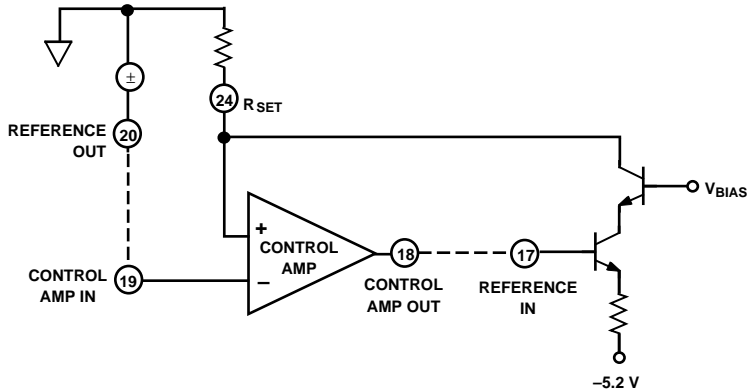 ±
24
R SET
REFERENCE
OUT
20
VBIAS
+
CONTROL
AMP
–
18
17
CONTROL
AMP IN
19
CONTROL
AMP OUT
REFERENCE
IN
–5.2 V